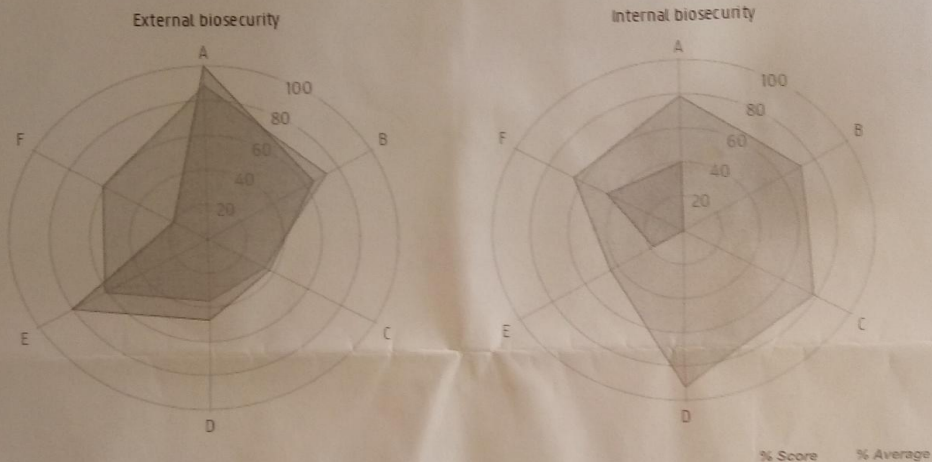 External biosecurity
Internal biosecurity
A
100
80
B
60
40
20
F
E
C
D
A
100
80
B
60
40
20
F
E
C
D
% Score % Average